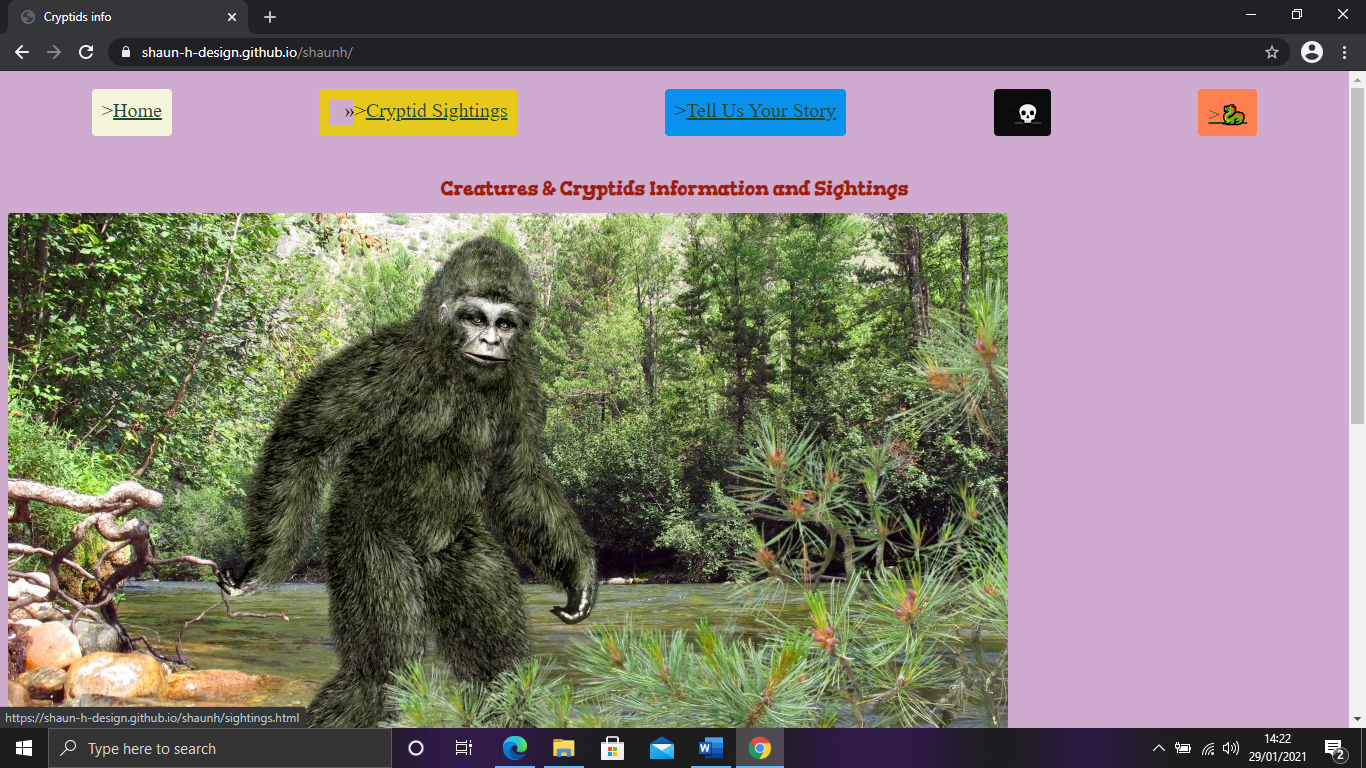 Cryptids info
shaun-h-design.github.io/shaunh/
>Home
»>Cryptid Sightings
>Tell Us Your Story
>💀
>🐍
Creatures & Cryptids Information and Sightings
https://shaun-h-design.github.io/shaunh/sightings.html
Type here to search
14:22
29/01/2021
2